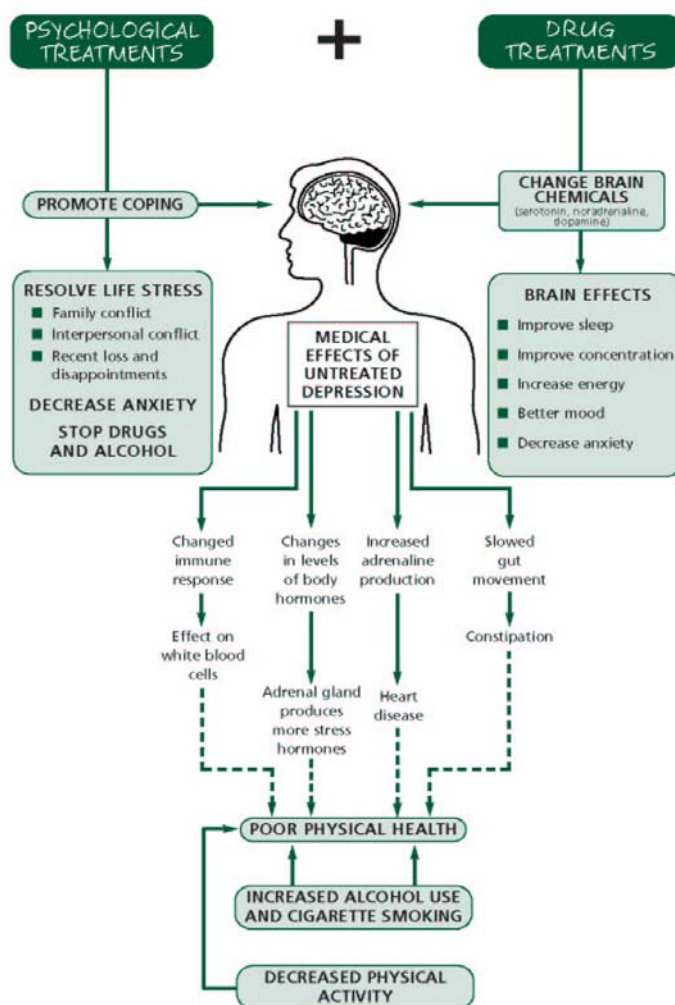 PSYCHOLOGICAL
TREATMENTS
+
DRUG
TREATMENTS
PROMOTE COPING
CHANGE BRAIN
CHEMICALS
(serotonin, noradrenaline,
dopamine)
RESOLVE LIFE STRESS
Family conflict
Interpersonal conflict
Recent loss and
disappointments
DECREASE ANXIETY
STOP DRUGS
AND ALCOHOL
MEDICAL
EFFECTS OF
UNTREATED
DEPRESSION
BRAIN EFFECTS
Improve sleep
Improve concentration
Increase energy
Better mood
Decrease anxiety
Changed
immune
response
Effect on
white blood
cells
Changes
in levels
of body
hormones
Adrenal gland
produces
more stress
hormones
Increased
adrenaline
production
Heart
disease
Slowed
gut
movement
Constipation
POOR PHYSICAL HEALTH
INCREASED ALCOHOL USE
AND CIGARETTE SMOKING
DECREASED PHYSICAL
ACTIVITY